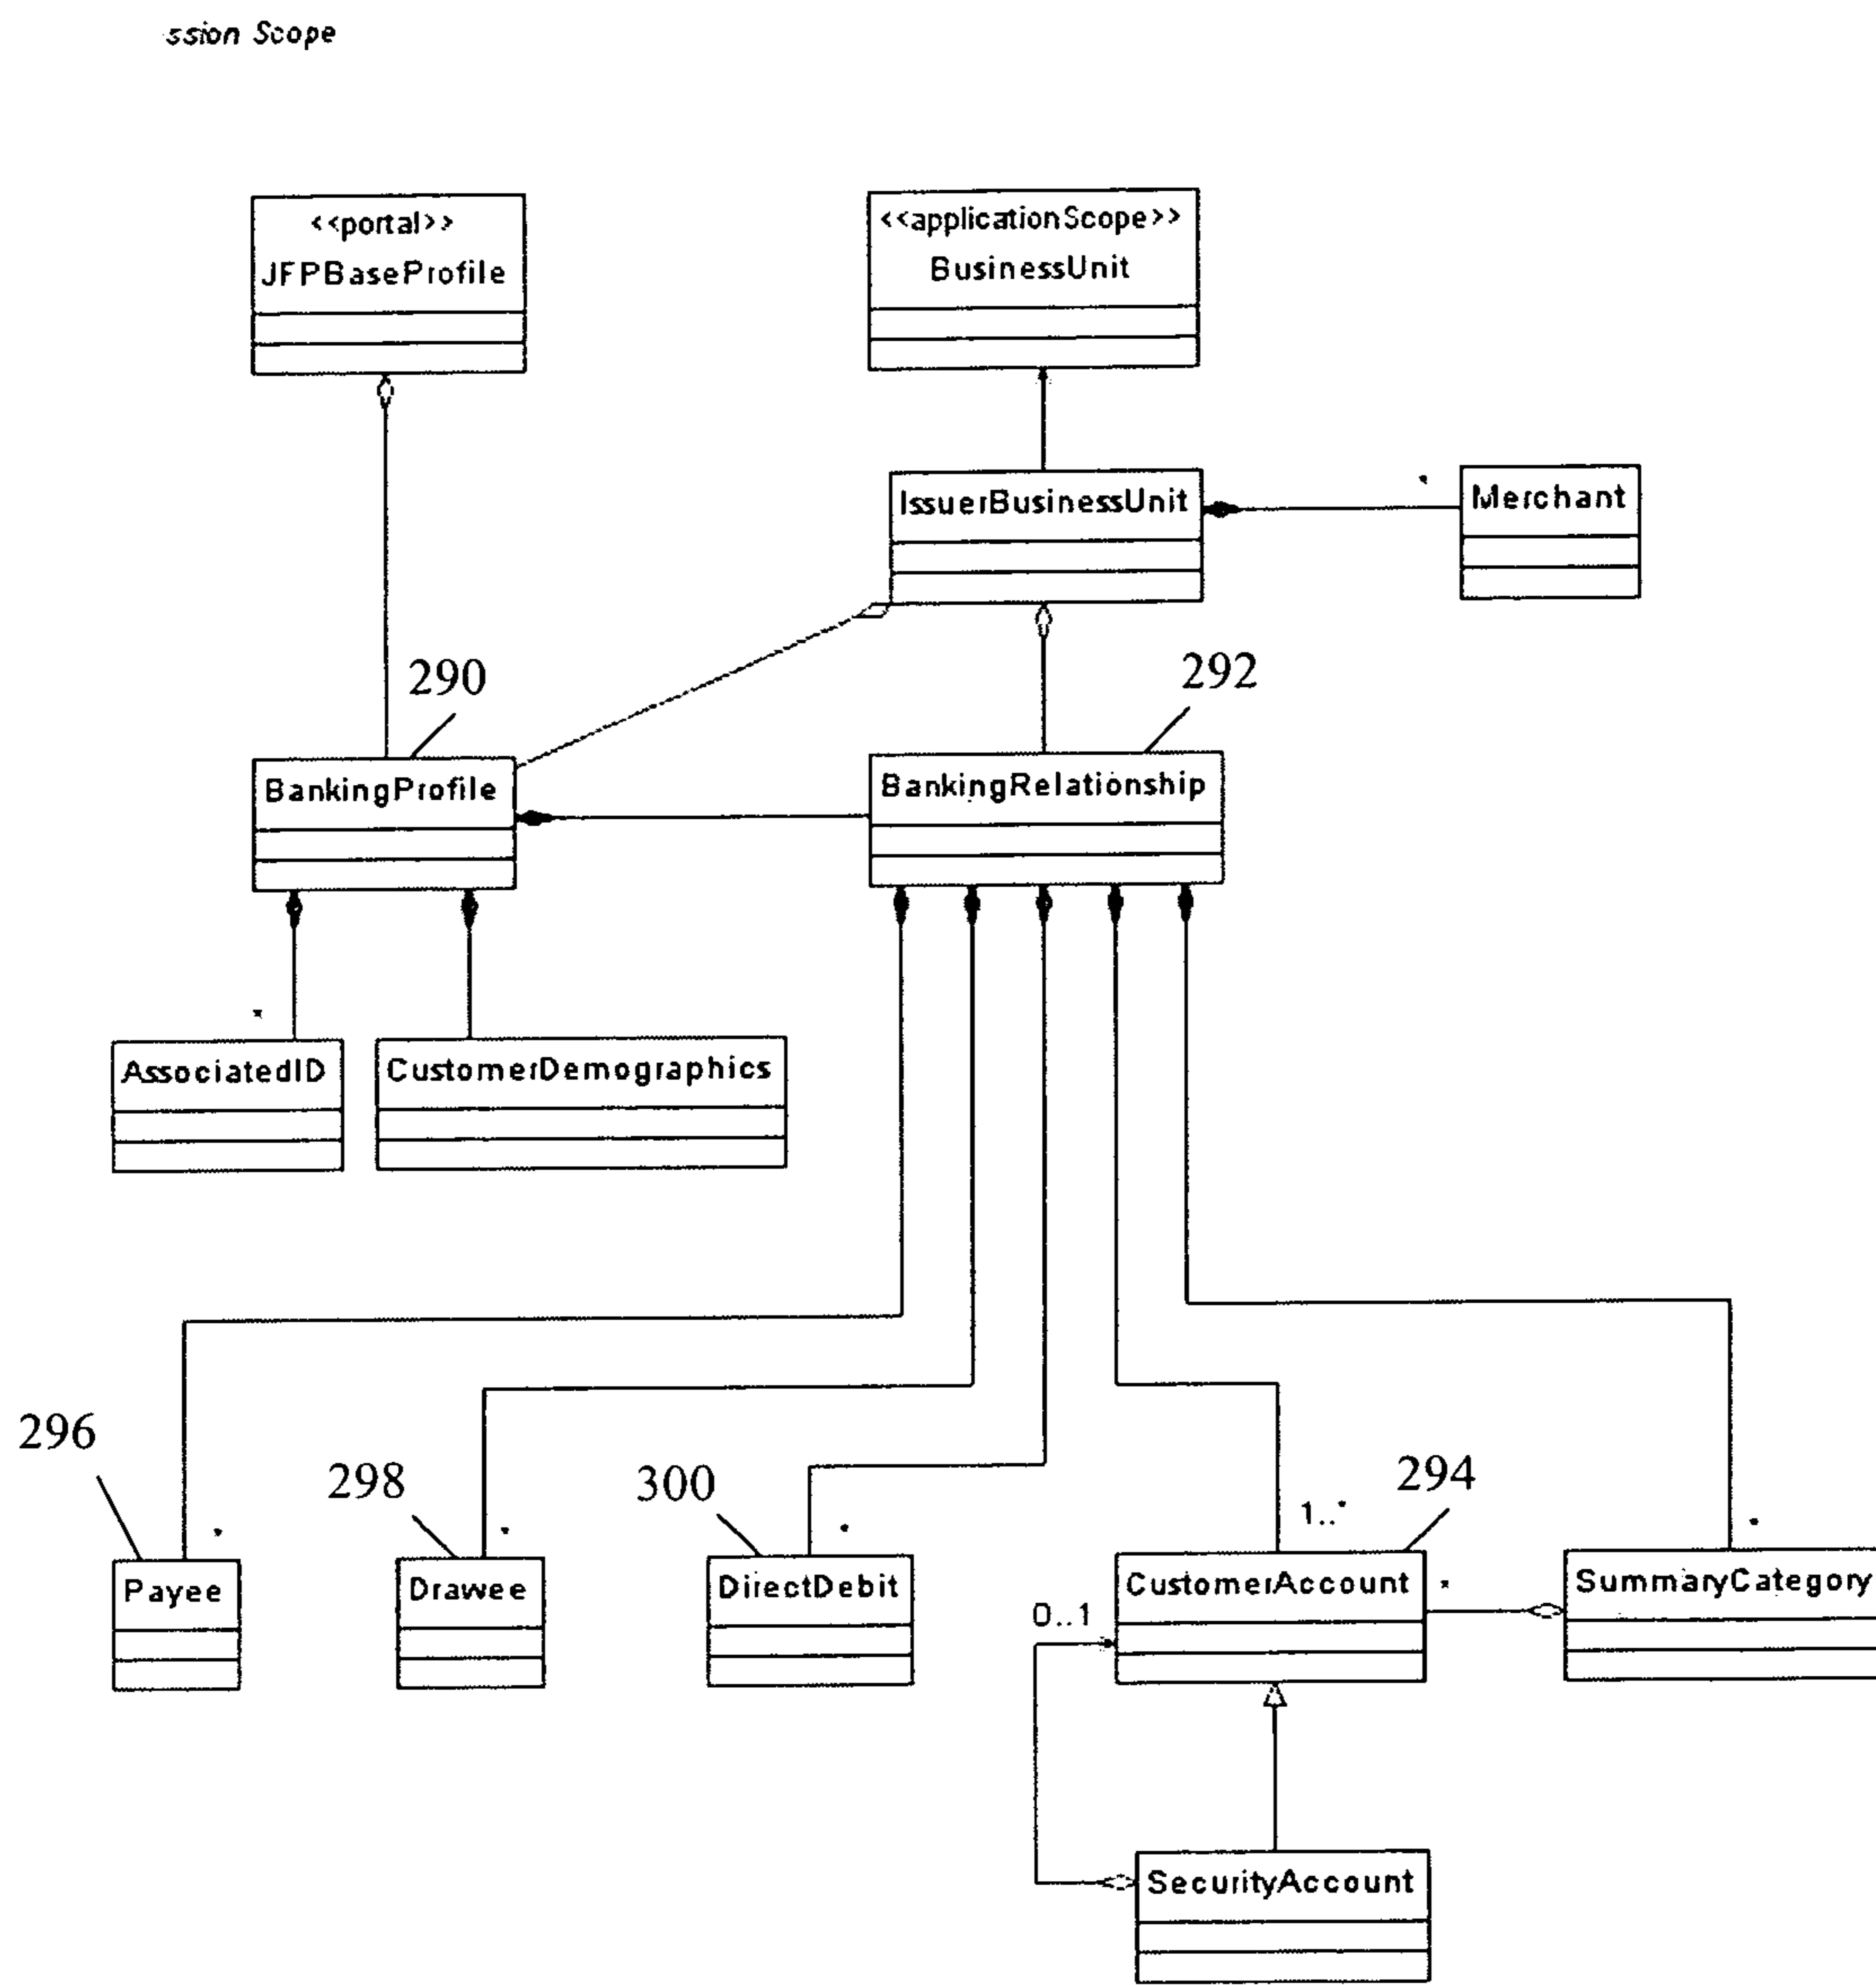 ssion Scope
<<portal>>
JFPBaseProfile
<<applicationScope>>
BusinessUnit
IssuerBusinessUnit
*
Merchant
290
292
BankingProfile
BankingRelationship
*
AssociatedID
CustomerDemographics
296
298
300
294
*
*
*
1..*
*
Payee
Drawee
DirectDebit
CustomerAccount
*
SummaryCategory
0..1
SecurityAccount